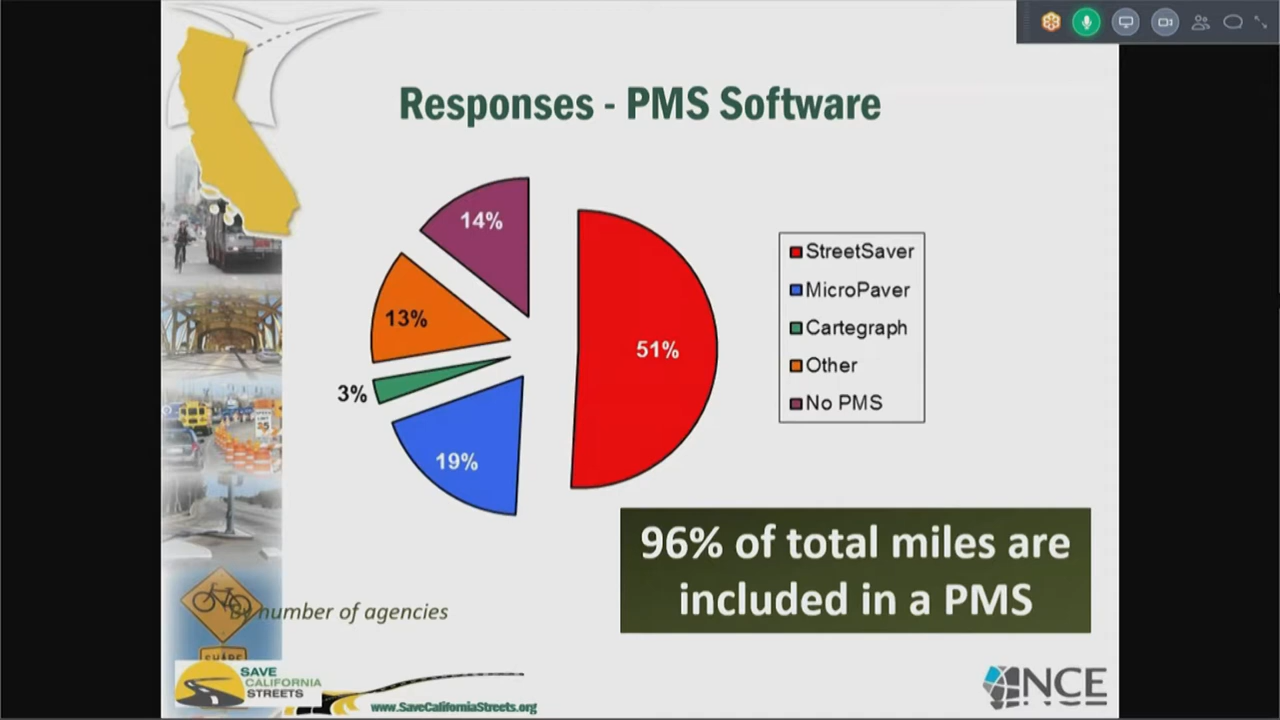 Responses - PMS Software
14%
13%
3%
19%
51%
StreetSaver
MicroPaver
Cartegraph
Other
No PMS
96% of total miles are
included in a PMS
By number of agencies
SHARE
SAVE
CALIFORNIA
STREETS
www.SaveCaliforniaStreets.org
NCE